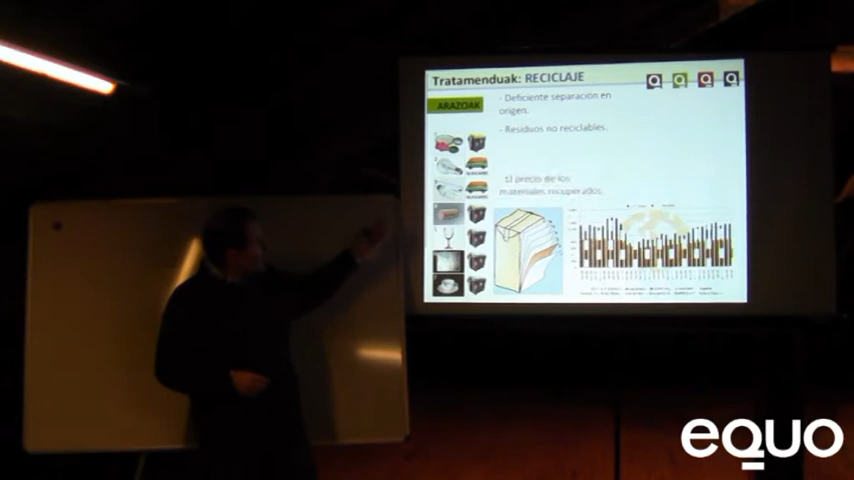 Tratamenduak: RECICLAJE
ARAZOAK
- Deficiente separación en
origen.
- Residuos no reciclables.
El precio de los
materiales recuperados.
equo